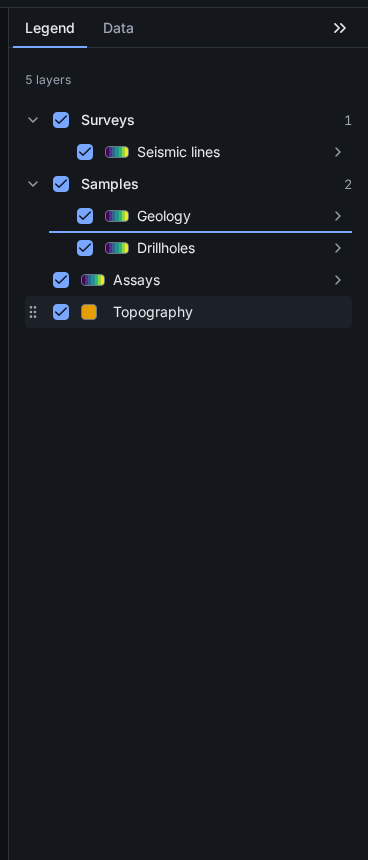 Legend Data
5 layers
Surveys 1
Seismic lines
Samples 2
Geology
Drillholes
Assays
Topography